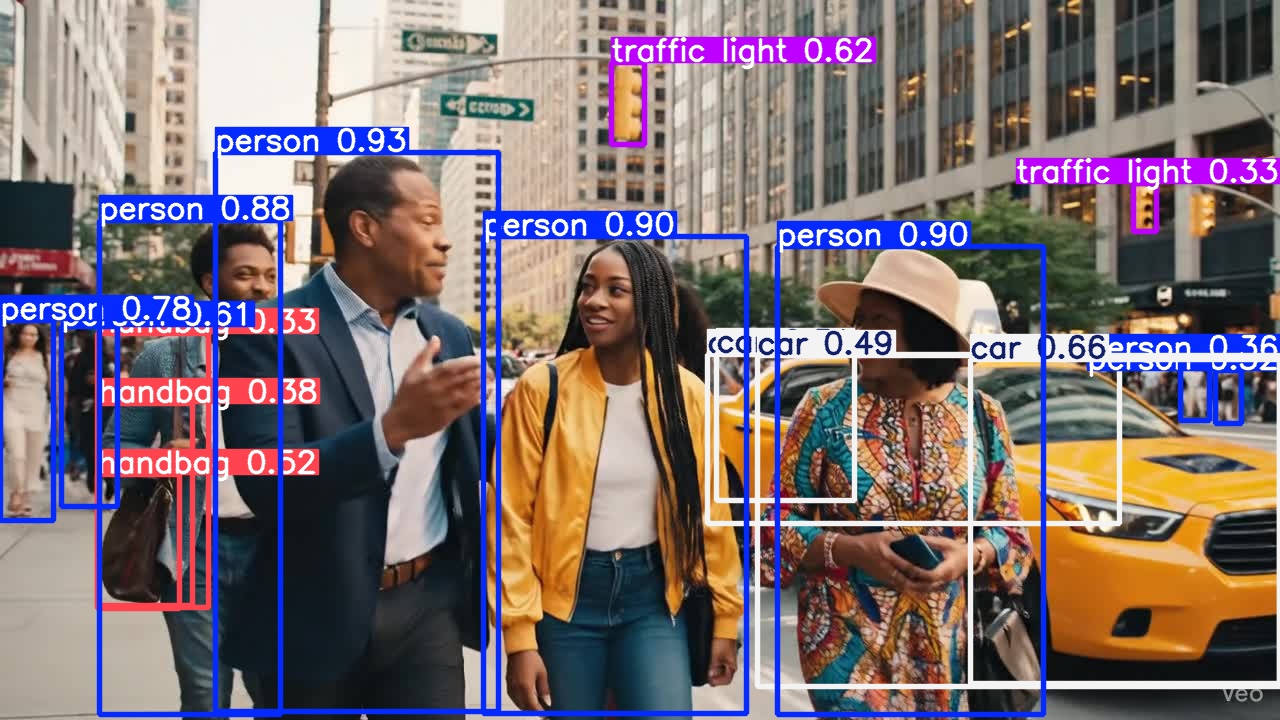 traffic light 0.62
person 0.93
traffic light 0.33
person 0.88
person 0.90
person 0.90
person 0.78
0.61
handbag 0.33
car 0.49
car 0.66
person 0.36
handbag 0.38
handbag 0.52
veo